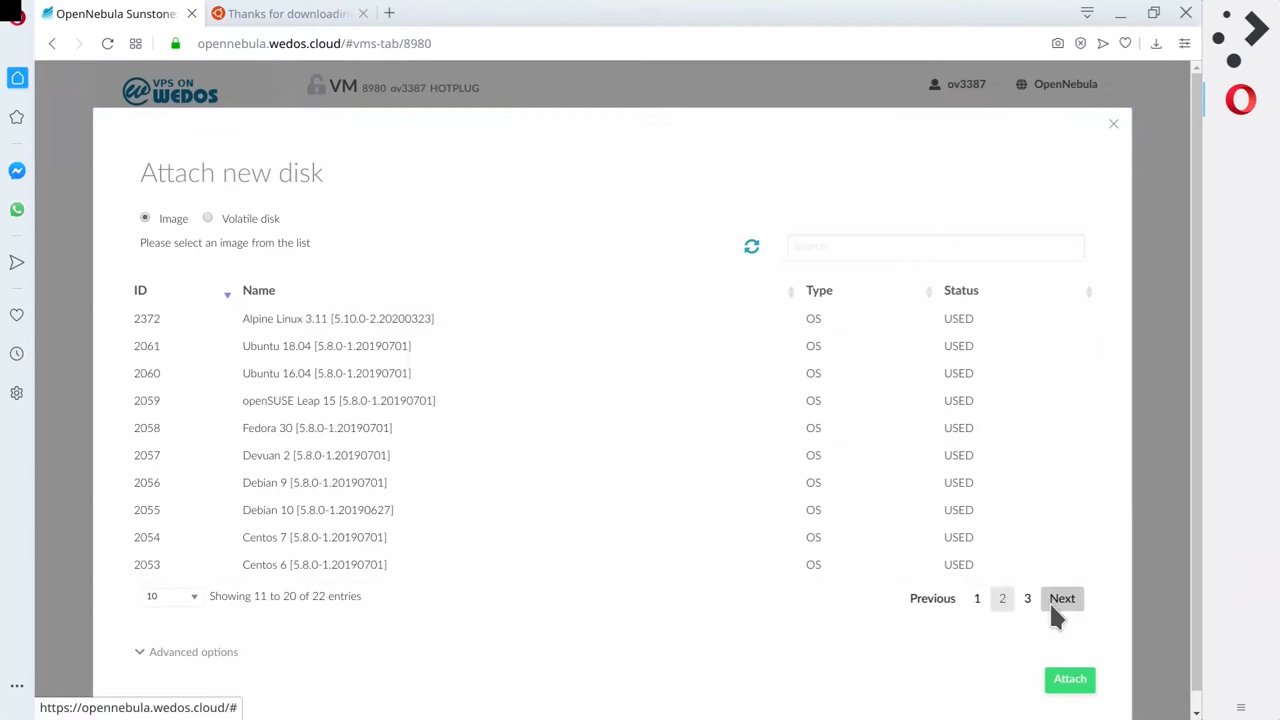 OpenNebula Sunstone:
Thanks for downloadin
opennebula.wedos.cloud/#vms-tab/8980
VPS ON
WEDOS
VM 8980 ov3387 HOTPLUG
ov3387
OpenNebula
Attach new disk
Image
Volatile disk
Please select an image from the list
Search
ID Name Type Status
2372 Alpine Linux 3.11 [5.10.0-2.20200323] OS USED
2061 Ubuntu 18.04 [5.8.0-1.20190701] OS USED
2060 Ubuntu 16.04 [5.8.0-1.20190701] OS USED
2059 openSUSE Leap 15 [5.8.0-1.20190701] OS USED
2058 Fedora 30 [5.8.0-1.20190701] OS USED
2057 Devuan 2 [5.8.0-1.20190701] OS USED
2056 Debian 9 [5.8.0-1.20190701] OS USED
2055 Debian 10 [5.8.0-1.20190627] OS USED
2054 Centos 7 [5.8.0-1.20190701] OS USED
2053 Centos 6 [5.8.0-1.20190701] OS USED
10 Showing 11 to 20 of 22 entries
Previous 1 2 3 Next
Advanced options
Attach
https://opennebula.wedos.cloud/#